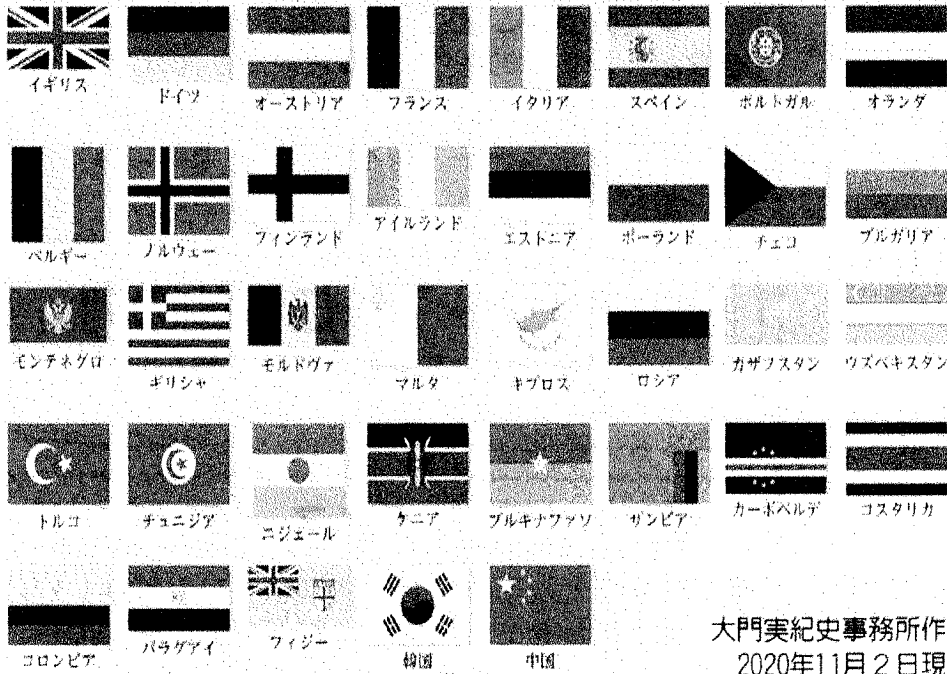 イギリス ドイツ オーストリア フランス イタリア スペイン ポルトガル オランダ
ベルギー ノルウェー フィンランド アイルランド エストニア ポーランド チェコ ブルガリア
モンテネグロ ギリシャ モルドヴァ マルタ キプロス ロシア カザフスタン ウズベキスタン
トルコ チュニジア ニジェール ケニア ブルキナファソ ザンビア カーボベルデ コスタリカ
コロンビア パラグアイ フィジー 韓国 中国
大門実紀史事務所作
2020年11月2日現